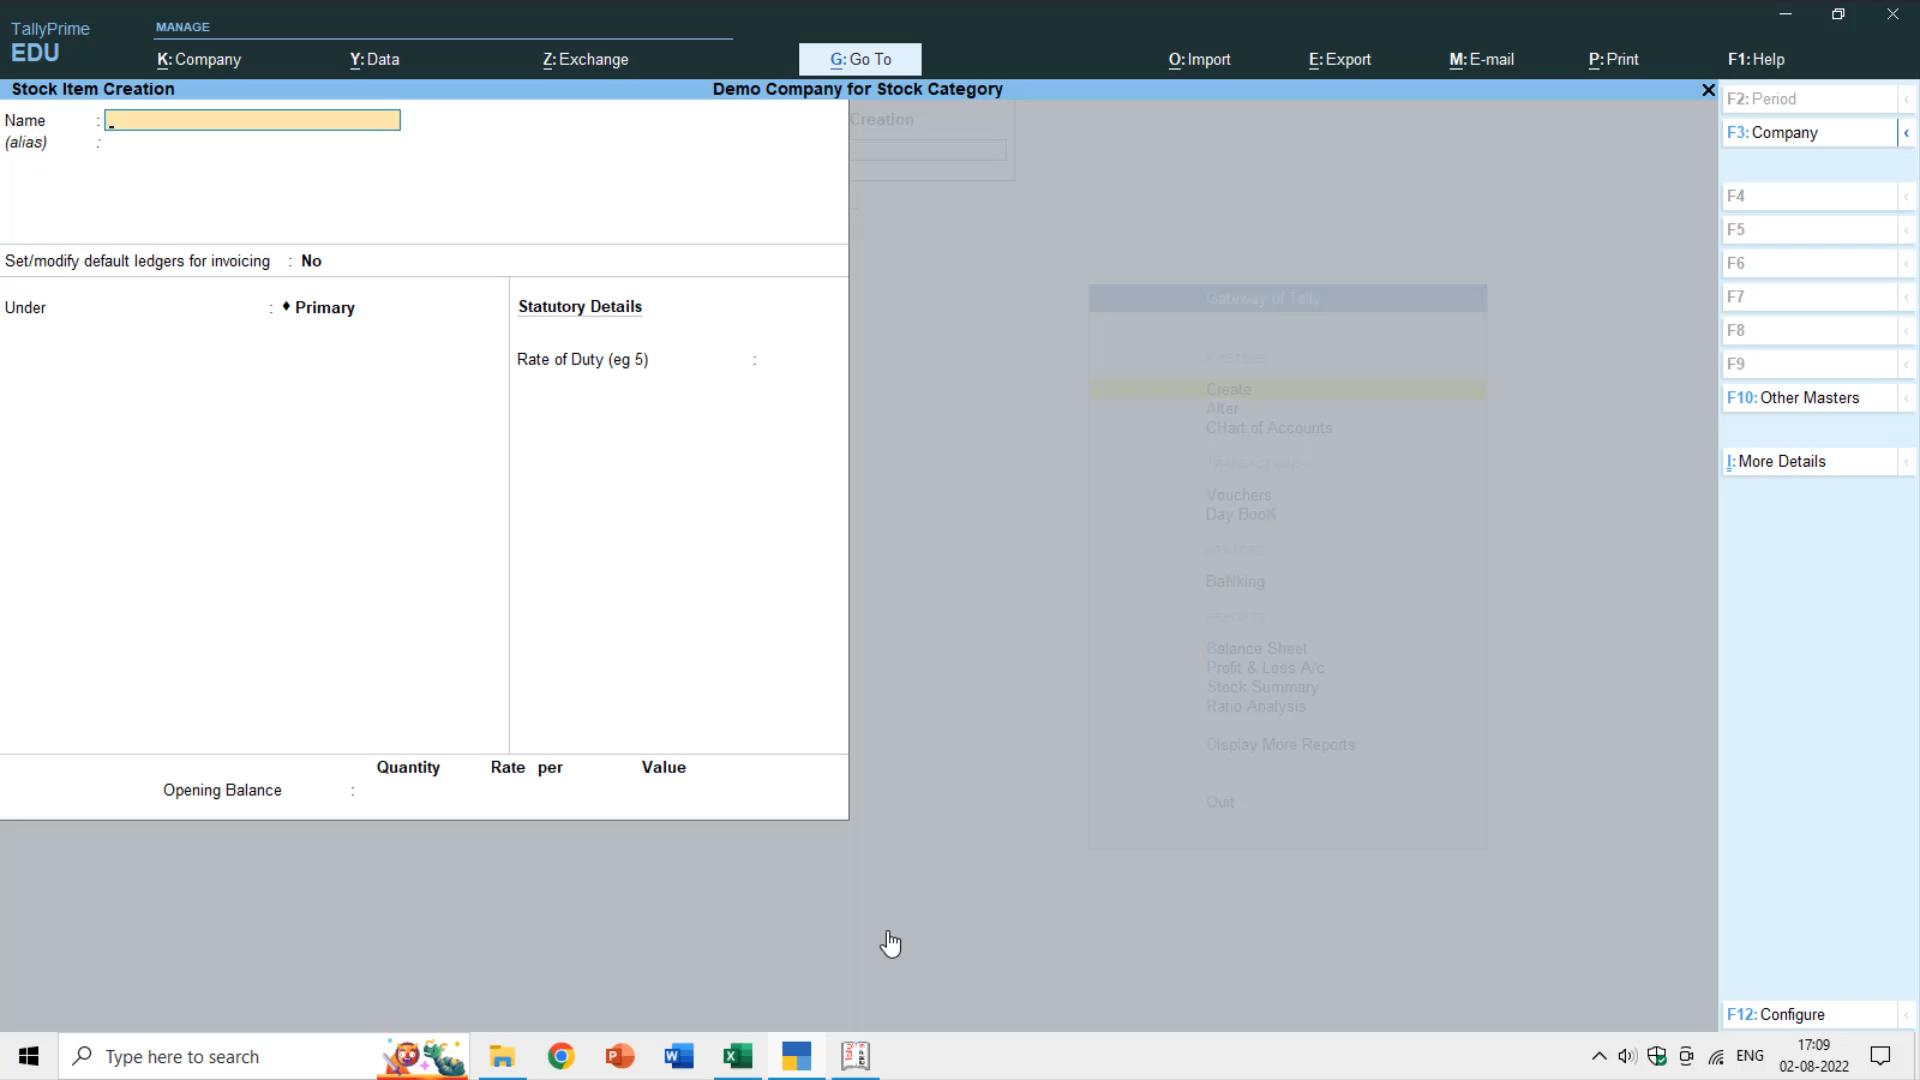 TallyPrime
EDU
MANAGE
K: Company
Y: Data
Z: Exchange
G: Go To
O: Import
E: Export
M: E-mail
P: Print
F1: Help
Stock Item Creation
Demo Company for Stock Category
Name :
(alias) :
Creation
Set/modify default ledgers for invoicing : No
Under : ♦ Primary
Statutory Details
Rate of Duty (eg 5) :
Quantity Rate per Value
Opening Balance :
Gateway of Tally
MASTERS
Create
Alter
CHart of Accounts
TRANSACTIONS
Vouchers
Day BooK
UTILITIES
BaNking
REPORTS
Balance Sheet
Profit & Loss A/c
Stock Summary
Ratio Analysis
Display More Reports
Quit
F2: Period
F3: Company
F4
F5
F6
F7
F8
F9
F10: Other Masters
I: More Details
F12: Configure
Type here to search
ENG
17:09
02-08-2022